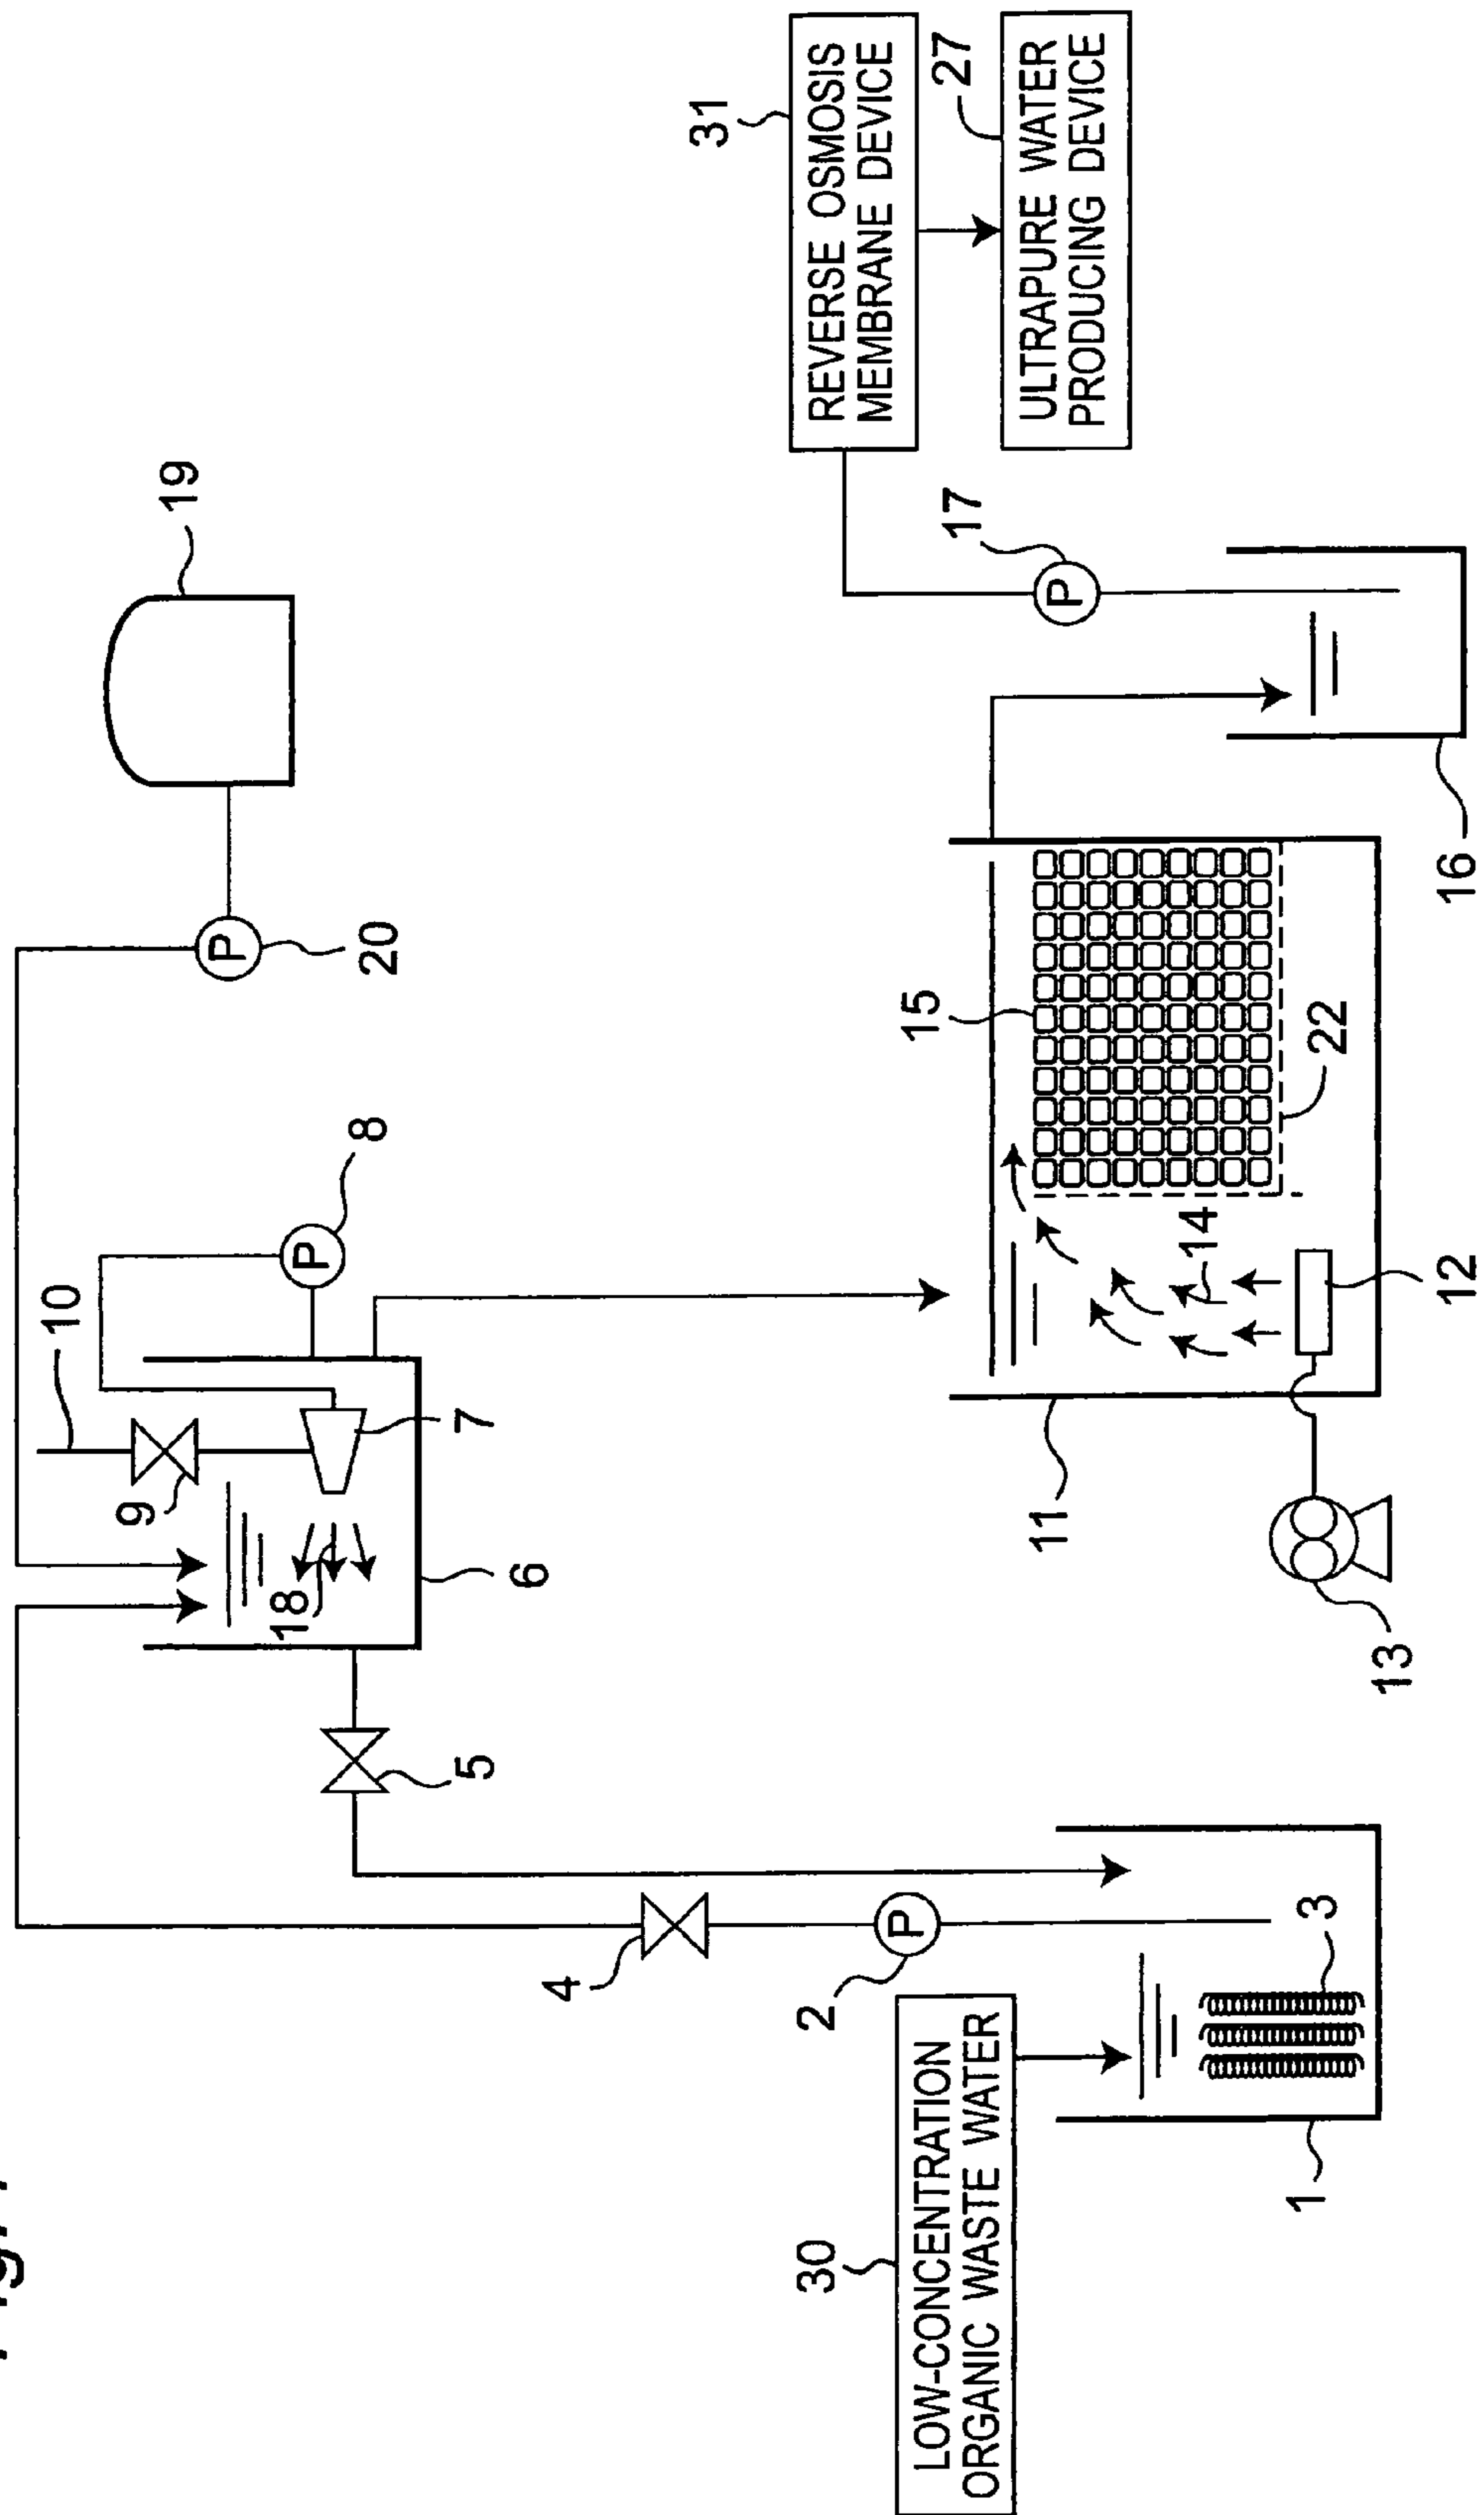 31
REVERSE OSMOSIS
MEMBRANE DEVICE
27
ULTRAPURE WATER
PRODUCING DEVICE
19
17
P
P
20
16
15
22
8
P
10
14
12
7
9
18
6
11
13
5
4
2
P
3
1
30
LOW-CONCENTRATION
ORGANIC WASTE WATER